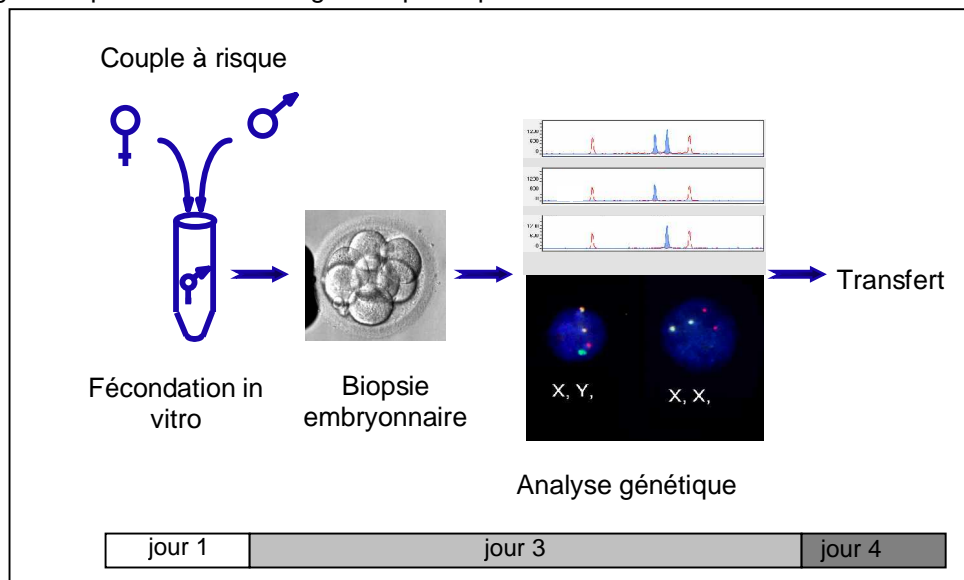 Couple à risque
Fécondation in
vitro
Biopsie
embryonnaire
X, Y,
X, X,
Analyse génétique
Transfert
jour 1
jour 3
jour 4